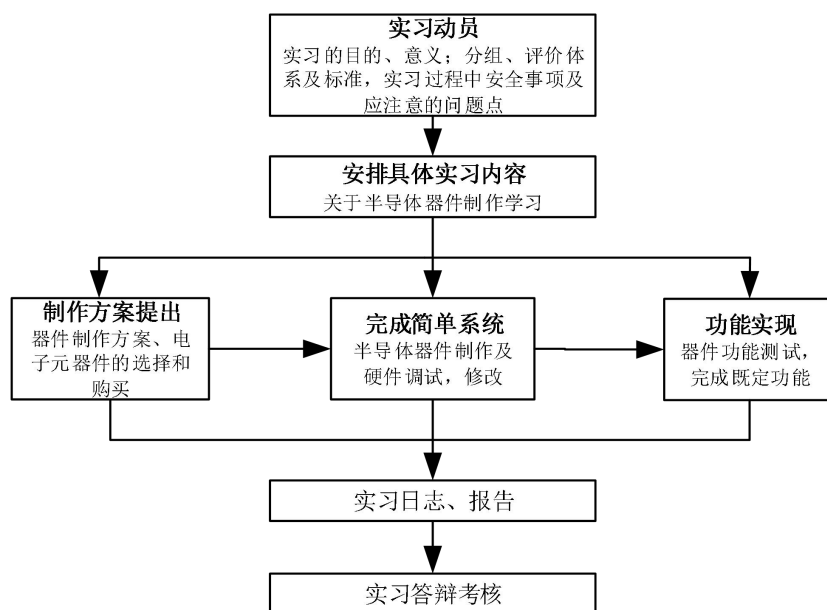 实习动员
实习的目的、意义；分组、评价体
系及标准，实习过程中安全事项及
应注意的问题点
安排具体实习内容
关于半导体器件制作学习
制作方案提出
器件制作方案、电
子元器件的选择和
购买
完成简单系统
半导体器件制作及
硬件调试，修改
功能实现
器件功能测试，
完成既定功能
实习日志、报告
实习答辩考核